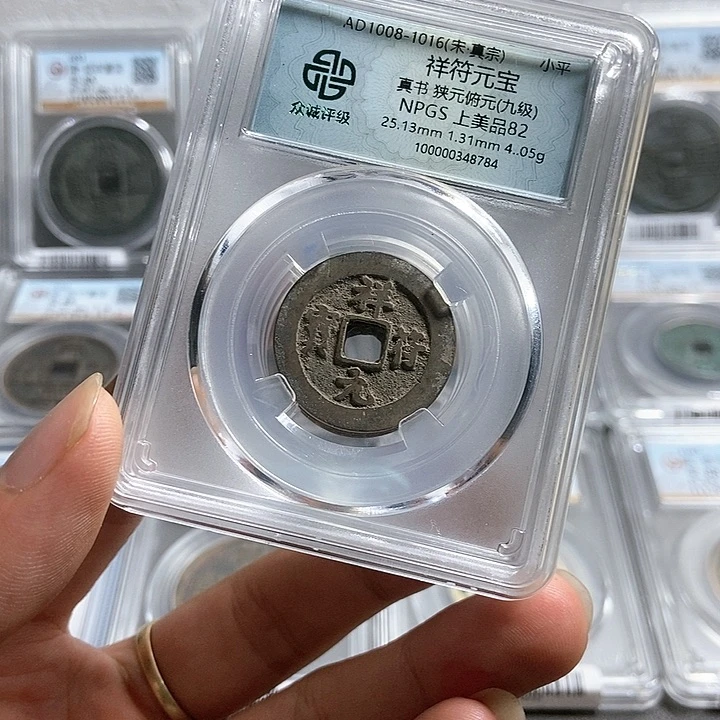 AD1008-1016(宋·真宗) 小平
祥符元宝
真书 狭元俯元(九级)
NPGS 上美品82
25.13mm 1.31mm 4..05g
100000348784
众诚评级
祥
符
元
寳